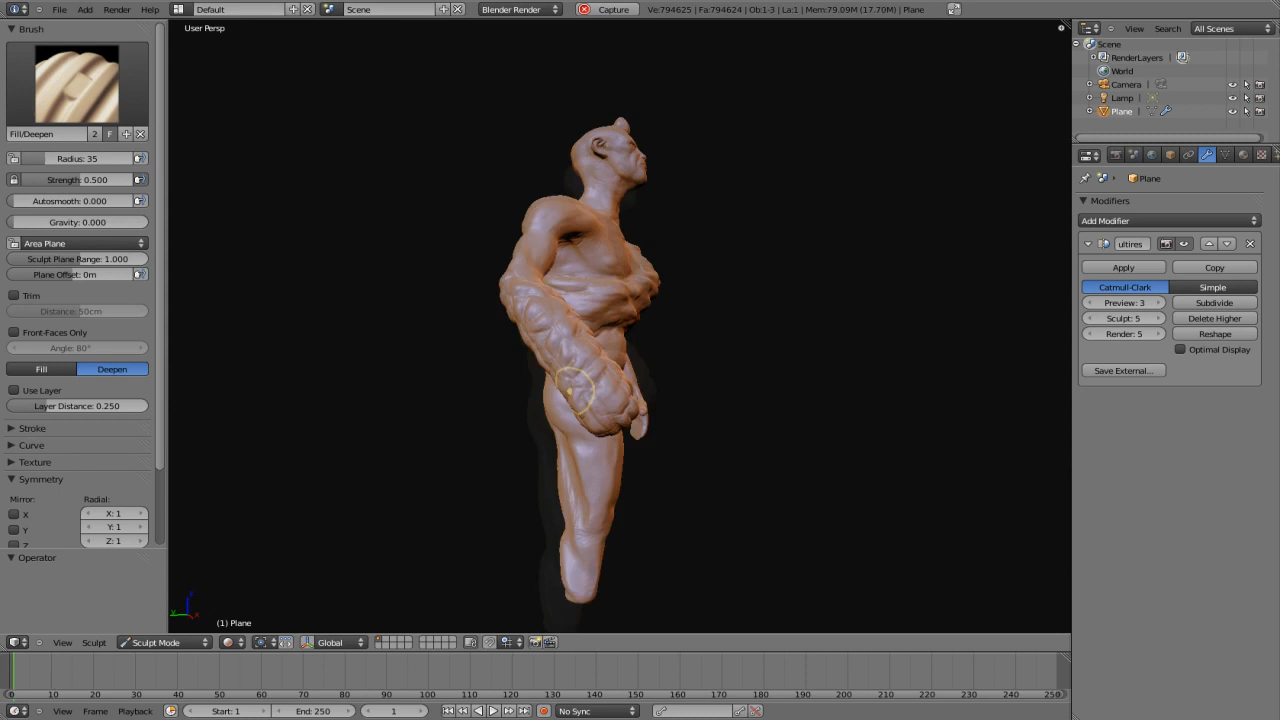 File Add Render Help Default Scene Blender Render Capture Ve:794625 | Fa:794624 | Ob:1-3 | La:1 | Mem:79.09M (17.70M) | Plane
Brush
User Persp
View Search All Scenes
Scene
RenderLayers
World
Camera
Lamp
Plane
Fill/Deepen 2 F
Radius: 35
Strength: 0.500
Autosmooth: 0.000
Gravity: 0.000
Area Plane
Sculpt Plane Range: 1.000
Plane Offset: 0m
Trim
Distance: 50cm
Front-Faces Only
Angle: 80°
Fill Deepen
Use Layer
Layer Distance: 0.250
Stroke
Curve
Texture
Symmetry
Mirror: Radial:
X X: 1
Y Y: 1
Z: 1
Operator
Plane
Modifiers
Add Modifier
ultires
Apply Copy
Catmull-Clark Simple
Preview: 3 Subdivide
Sculpt: 5 Delete Higher
Render: 5 Reshape
Optimal Display
Save External...
(1) Plane
View Sculpt Sculpt Mode Global
0 10 20 30 40 50 60 70 80 90 100 110 120 130 140 150 160 170 180 190 200 210 220 230 240 250
View Frame Playback Start: 1 End: 250 1 No Sync